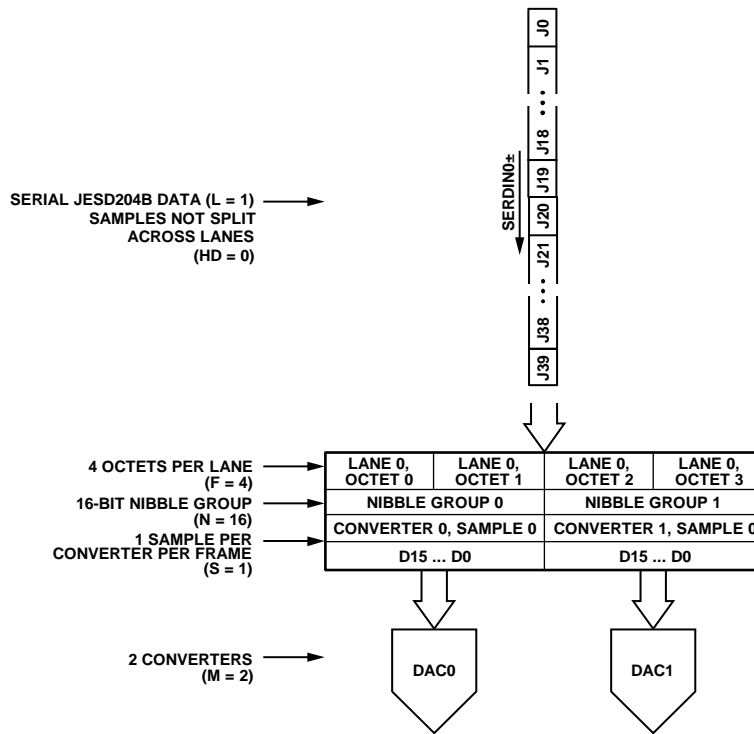 J0
J1
J18
SERDIN0±
J19
J20
J21
J38
J39
SERIAL JESD204B DATA (L = 1)
SAMPLES NOT SPLIT
ACROSS LANES
(HD = 0)
4 OCTETS PER LANE
(F = 4)
LANE 0,
OCTET 0
LANE 0,
OCTET 1
LANE 0,
OCTET 2
LANE 0,
OCTET 3
16-BIT NIBBLE GROUP
(N = 16)
NIBBLE GROUP 0
NIBBLE GROUP 1
1 SAMPLE PER
CONVERTER PER FRAME
(S = 1)
CONVERTER 0, SAMPLE 0
CONVERTER 1, SAMPLE 0
D15 ... D0
D15 ... D0
2 CONVERTERS
(M = 2)
DAC0
DAC1